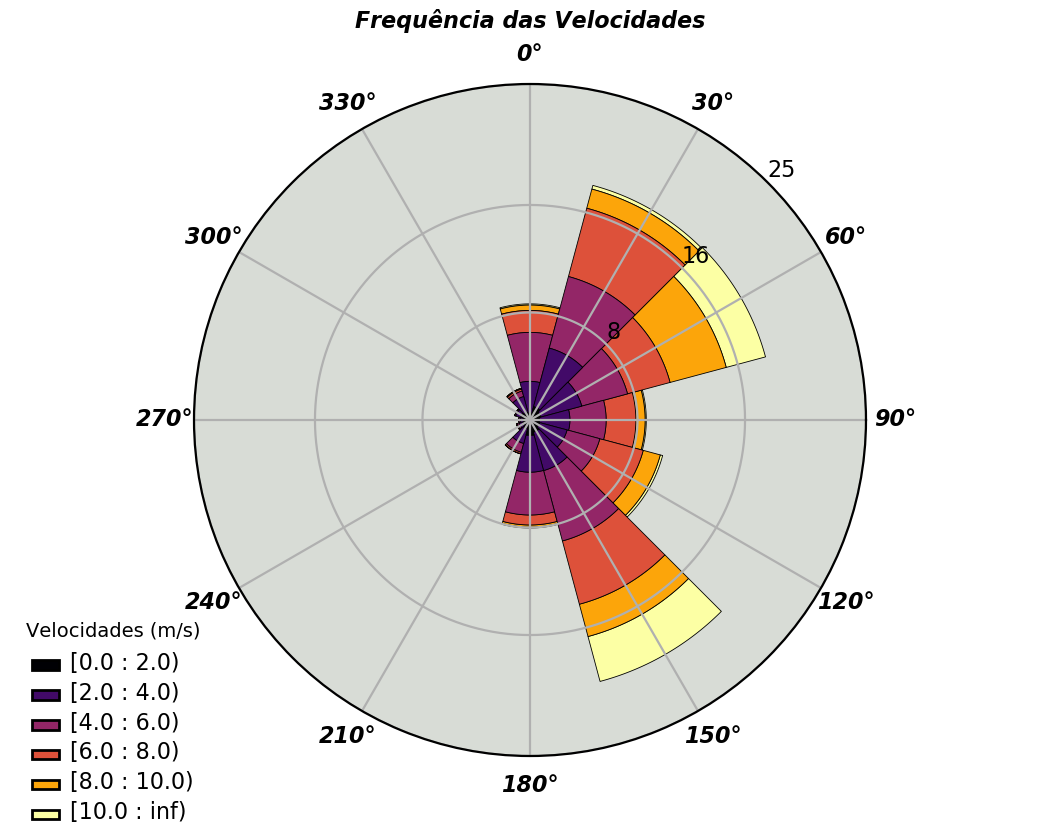 Frequência das Velocidades
0°
330°
30°
25
300°
60°
16
8
270°
90°
240°
120°
210°
150°
180°
Velocidades (m/s)
[0.0 : 2.0)
[2.0 : 4.0)
[4.0 : 6.0)
[6.0 : 8.0)
[8.0 : 10.0)
[10.0 : inf)